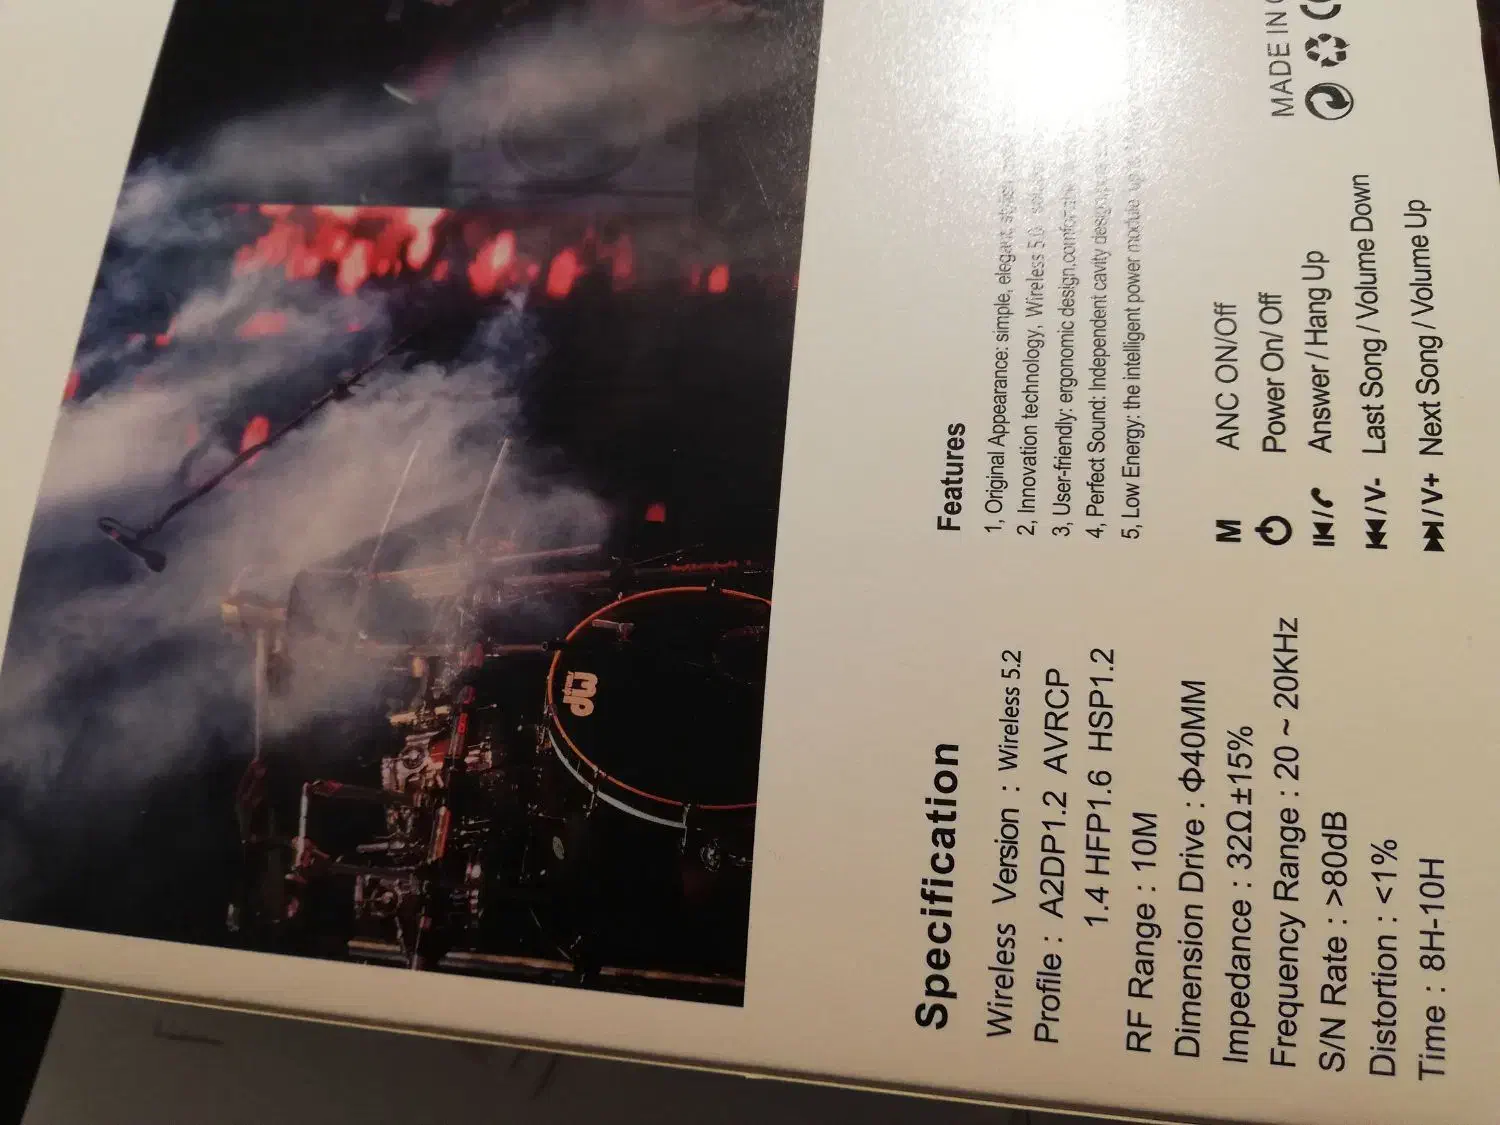 dw
Specification
Wireless Version : Wireless 5.2
Profile : A2DP1.2 AVRCP
1.4 HFP1.6 HSP1.2
RF Range : 10M
Dimension Drive : Φ40MM
Impedance : 32Ω±15%
Frequency Range : 20 ~ 20KHz
S/N Rate : >80dB
Distortion : <1%
Time : 8H-10H
Features
1, Original Appearance: simple, elegant,
2, Innovation technology, Wireless 5.0
3, User-friendly: ergonomic design,comfortable
4, Perfect Sound: Independent cavity design
5, Low Energy: the intelligent power module up to
M ANC ON/Off
Power On/ Off
/ Answer / Hang Up
/ V- Last Song / Volume Down
/ V+ Next Song / Volume Up
MADE IN